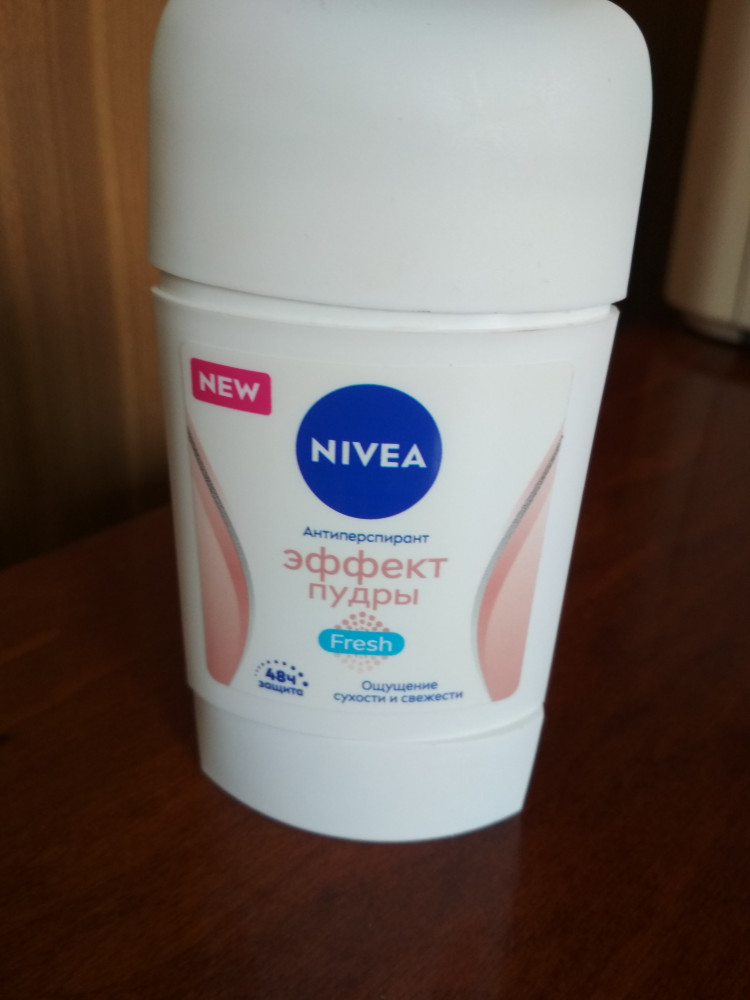 NEW
NIVEA
Антиперспирант
эффект
пудры
Fresh
48ч
защита
Ощущение
сухости и свежести